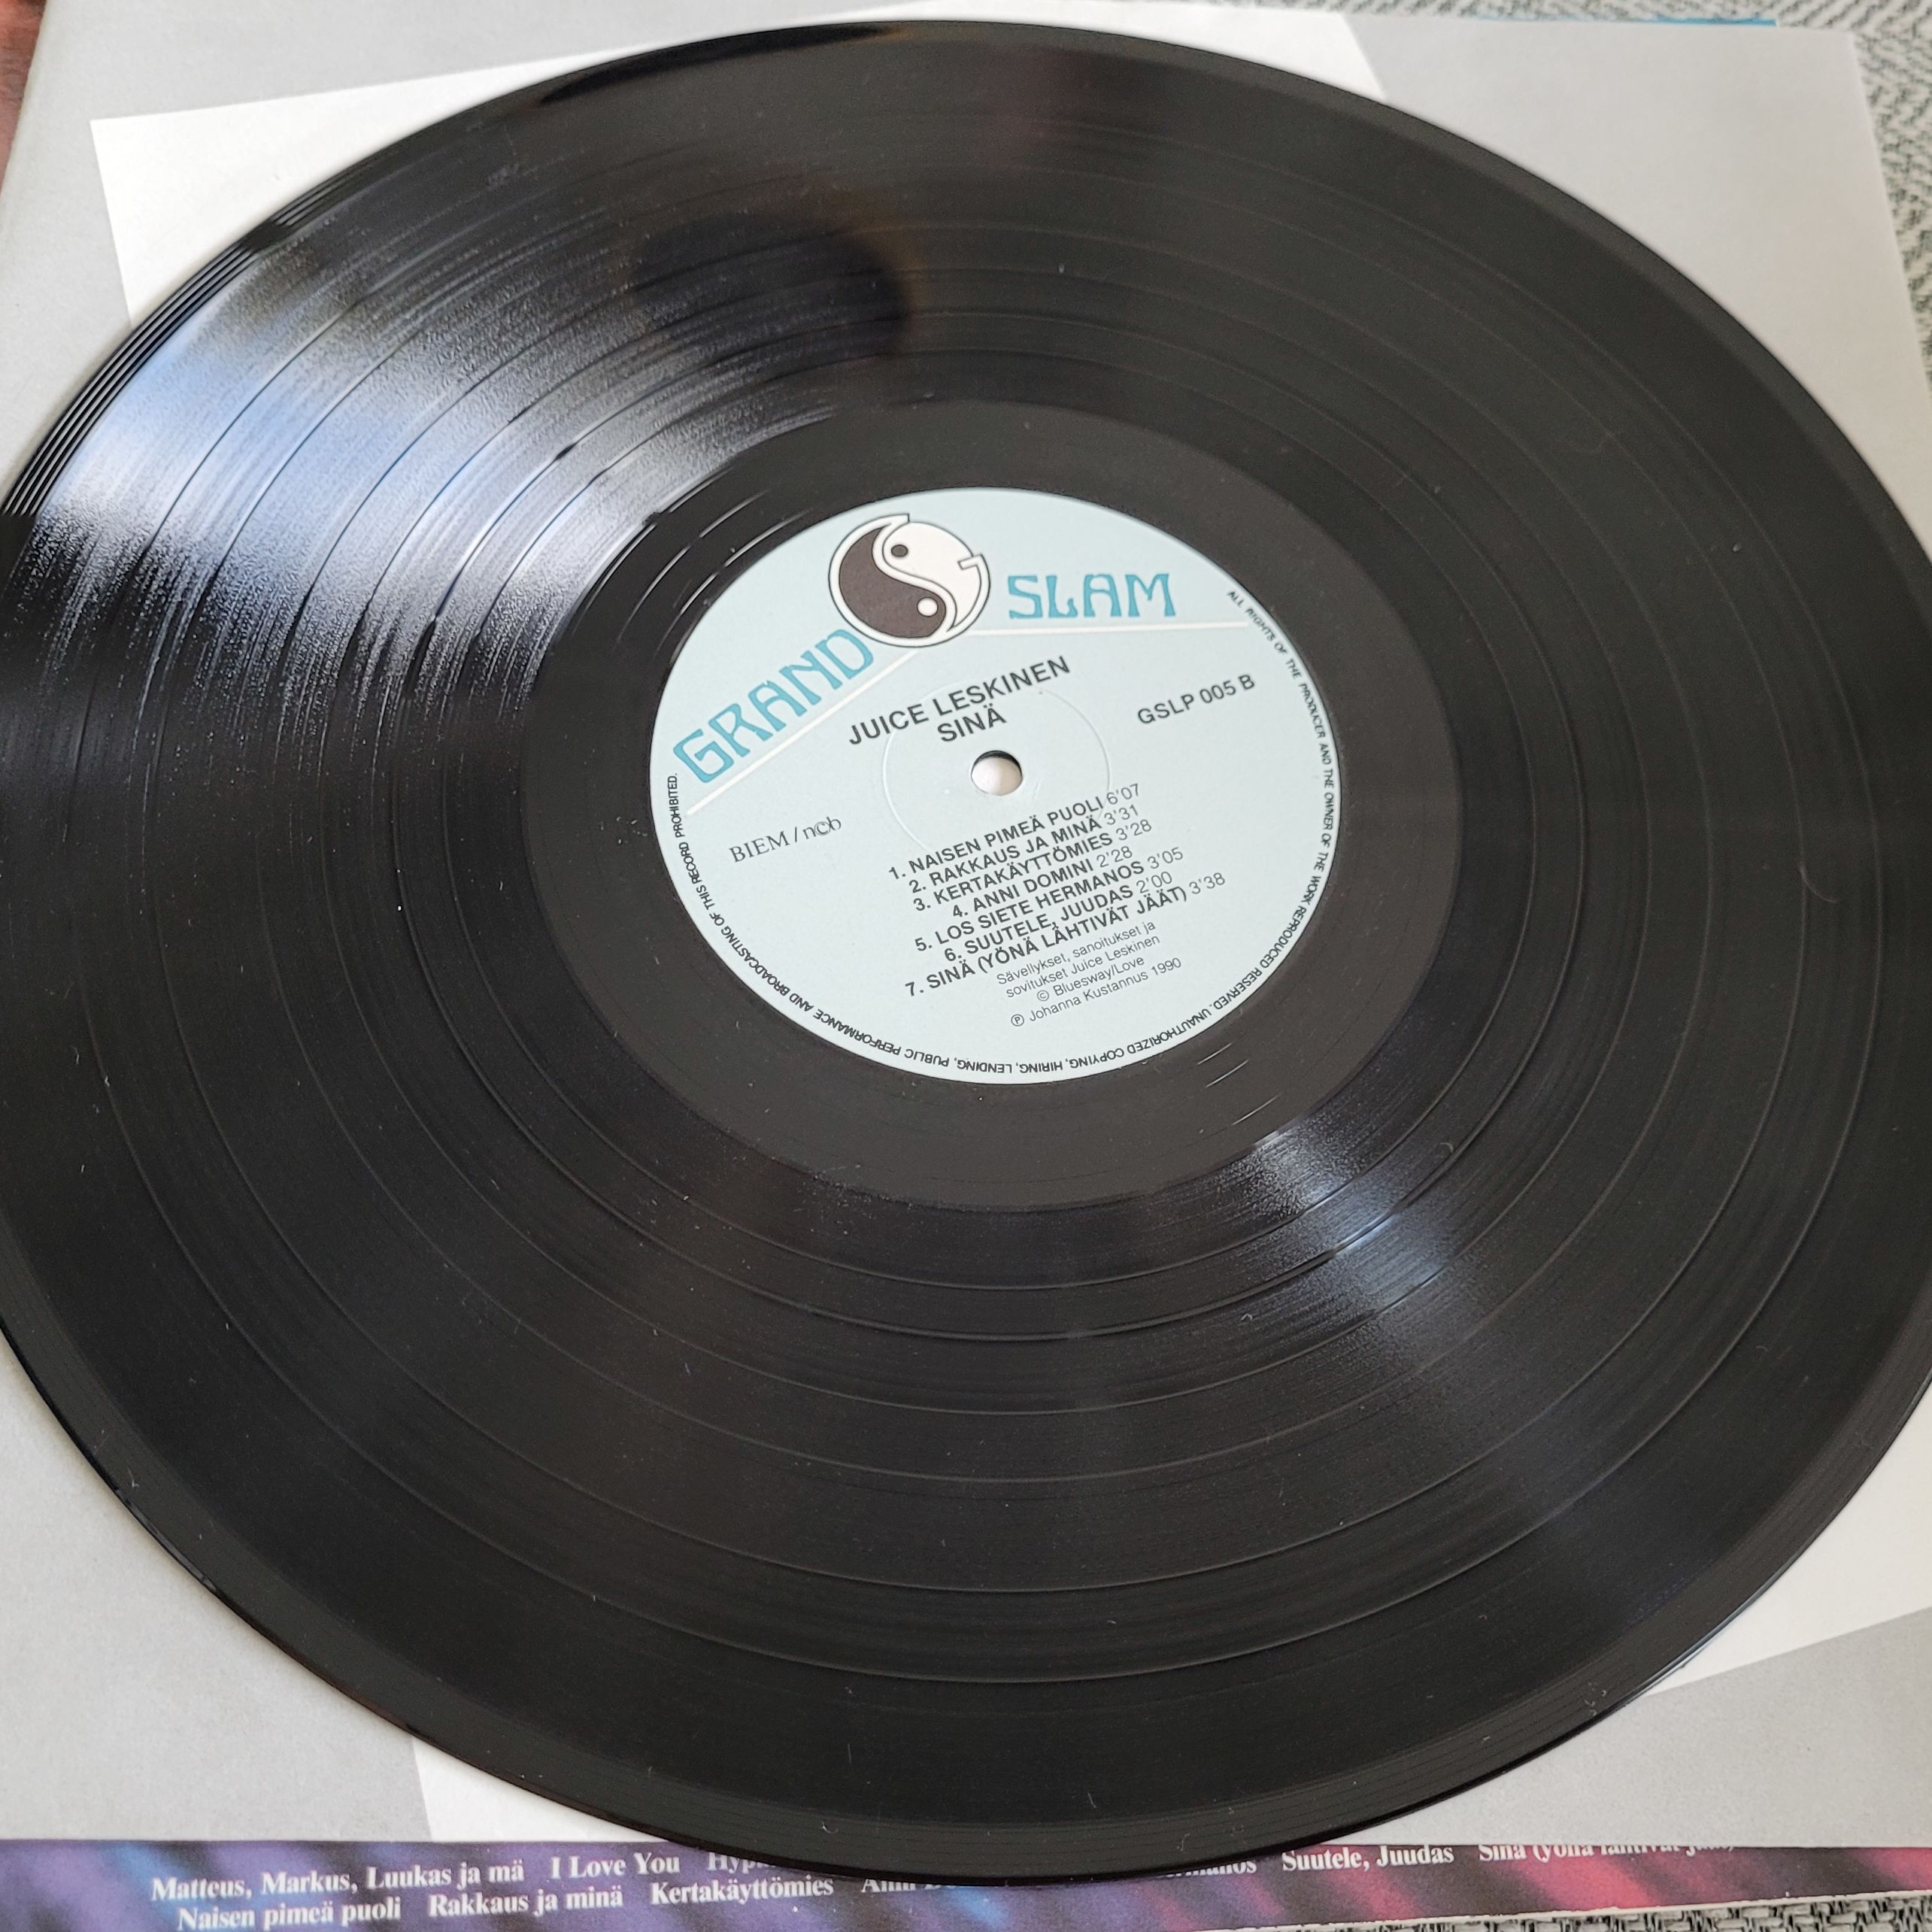 GRAND SLAM
JUICE LESKINEN
SINÄ
GSLP 005 B
BIEM / ncb
1. NAISEN PIMEÄ PUOLI 6'07
2. RAKKAUS JA MINÄ 3'31
3. KERTAKÄYTTÖMIES 3'28
4. ANNI DOMINI 2'28
5. LOS SIETE HERMANOS 3'05
6. SUUTELE, JUUDAS 2'00
7. SINÄ (YÖNÄ LÄHTIVÄT JÄÄT) 3'38
Sävellykset, sanoitukset ja
sovitukset Juice Leskinen
© Bluesway/Love
℗ Johanna Kustannus 1990
ALL RIGHTS OF THE PRODUCER AND THE OWNER OF THE WORK REPRODUCED RESERVED. UNAUTHORIZED COPYING, HIRING, LENDING, PUBLIC PERFORMANCE AND BROADCASTING OF THIS RECORD PROHIBITED.
Matteus, Markus, Luukas ja mä I Love You Suutele, Juudas Sinä (yönä lähtivät jäät)
Naisen pimeä puoli Rakkaus ja minä Kertakäyttömies